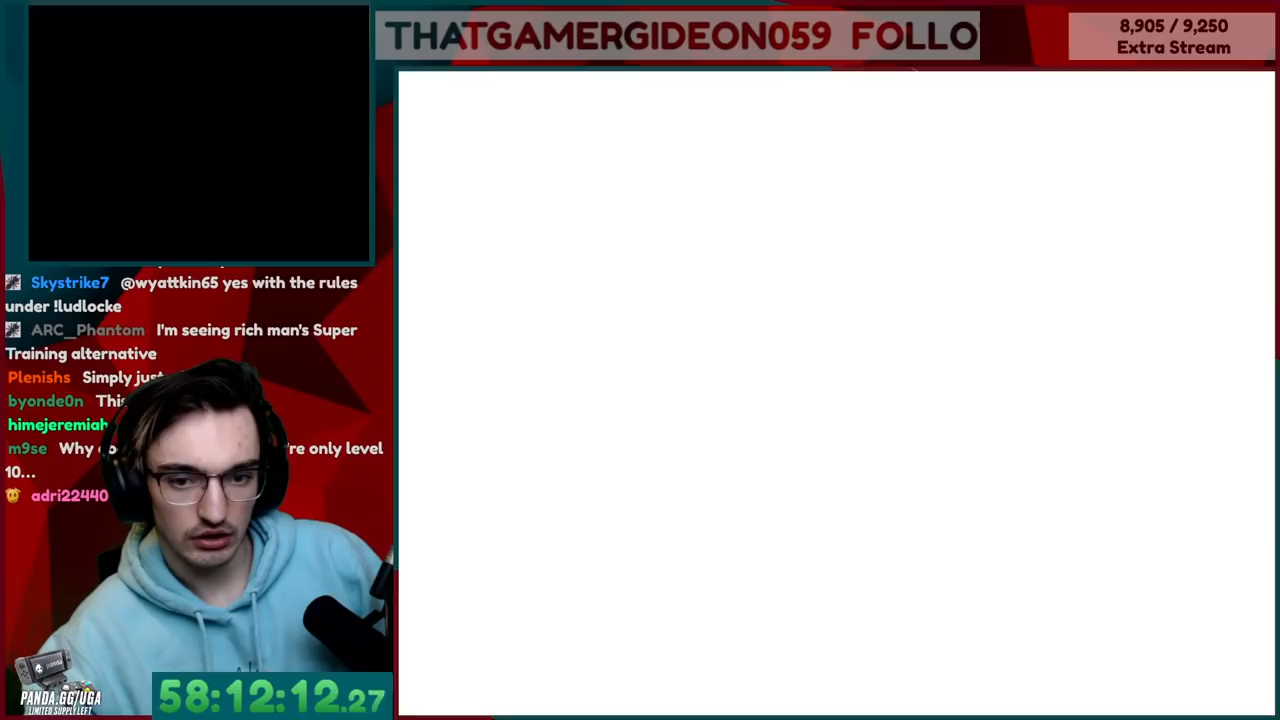 THATGAMERGIDEON059 FOLLO
8,905 / 9,250
Extra Stream
Skystrike7 @wyattkin65 yes with the rules
under !ludlocke
ARC_Phantom I'm seeing rich man's Super
Training alternative
Plenishs Simply just
byonde0n This
himejeremiah
m9se Why 're only level
10...
adri22440
PANDA.GG/UGA
LIMITED SUPPLY LEFT
58:12:12.27